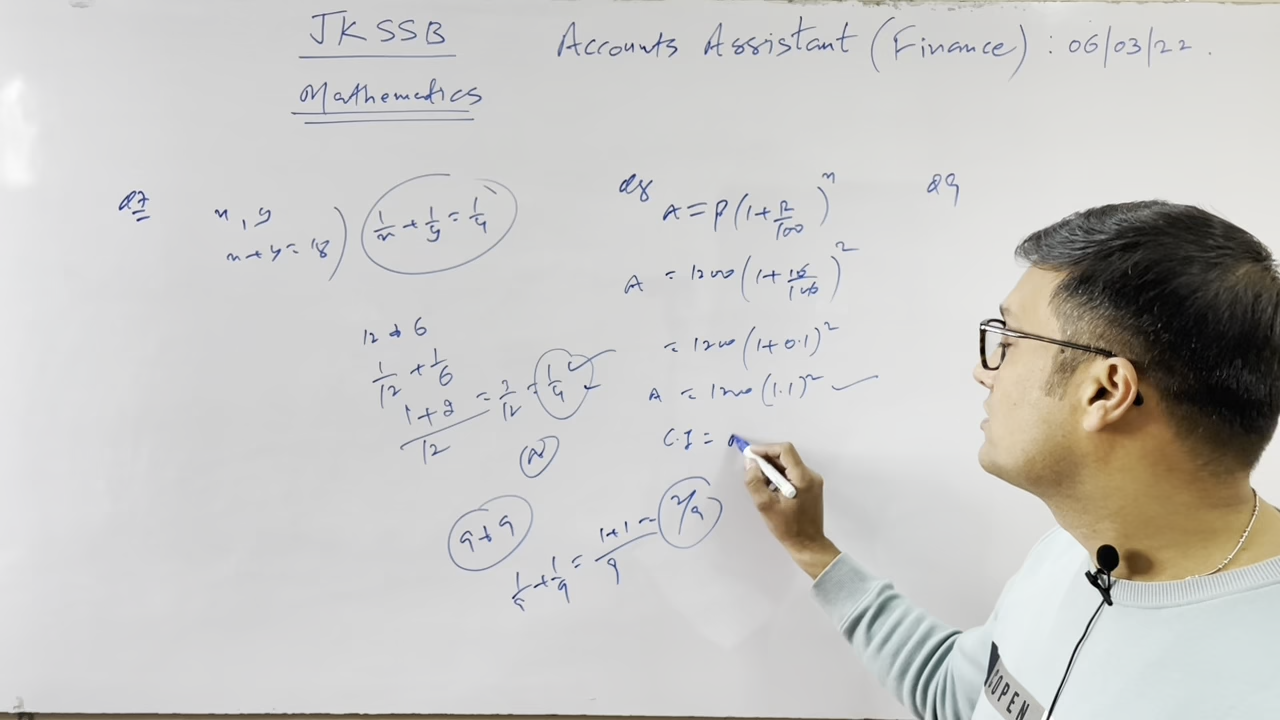 JKSSB
Accounts Assistant (Finance) : 06/03/22.
Mathematics
Q7
x, y
x+y=18) 1/x + 1/y = 1/4
12 & 6
1/12 + 1/6
1+2/12 = 3/12 = 1/4
(A)
9 & 9
1/9 + 1/9 = 1+1/9 = 2/9
Q8
A = P(1+R/100)^n
A = 1200(1+10/100)^2
= 1200(1+0.1)^2
A = 1200(1.1)^2
C.I =
Q9
OPEN